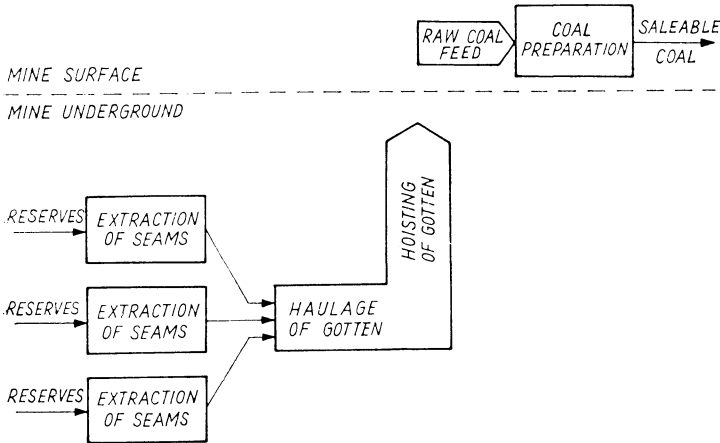 RAW COAL
FEED
COAL
PREPARATION
SALEABLE
COAL
MINE SURFACE
MINE UNDERGROUND
HOISTING
OF GOTTEN
RESERVES
EXTRACTION
OF SEAMS
RESERVES
EXTRACTION
OF SEAMS
HAULAGE
OF GOTTEN
RESERVES
EXTRACTION
OF SEAMS